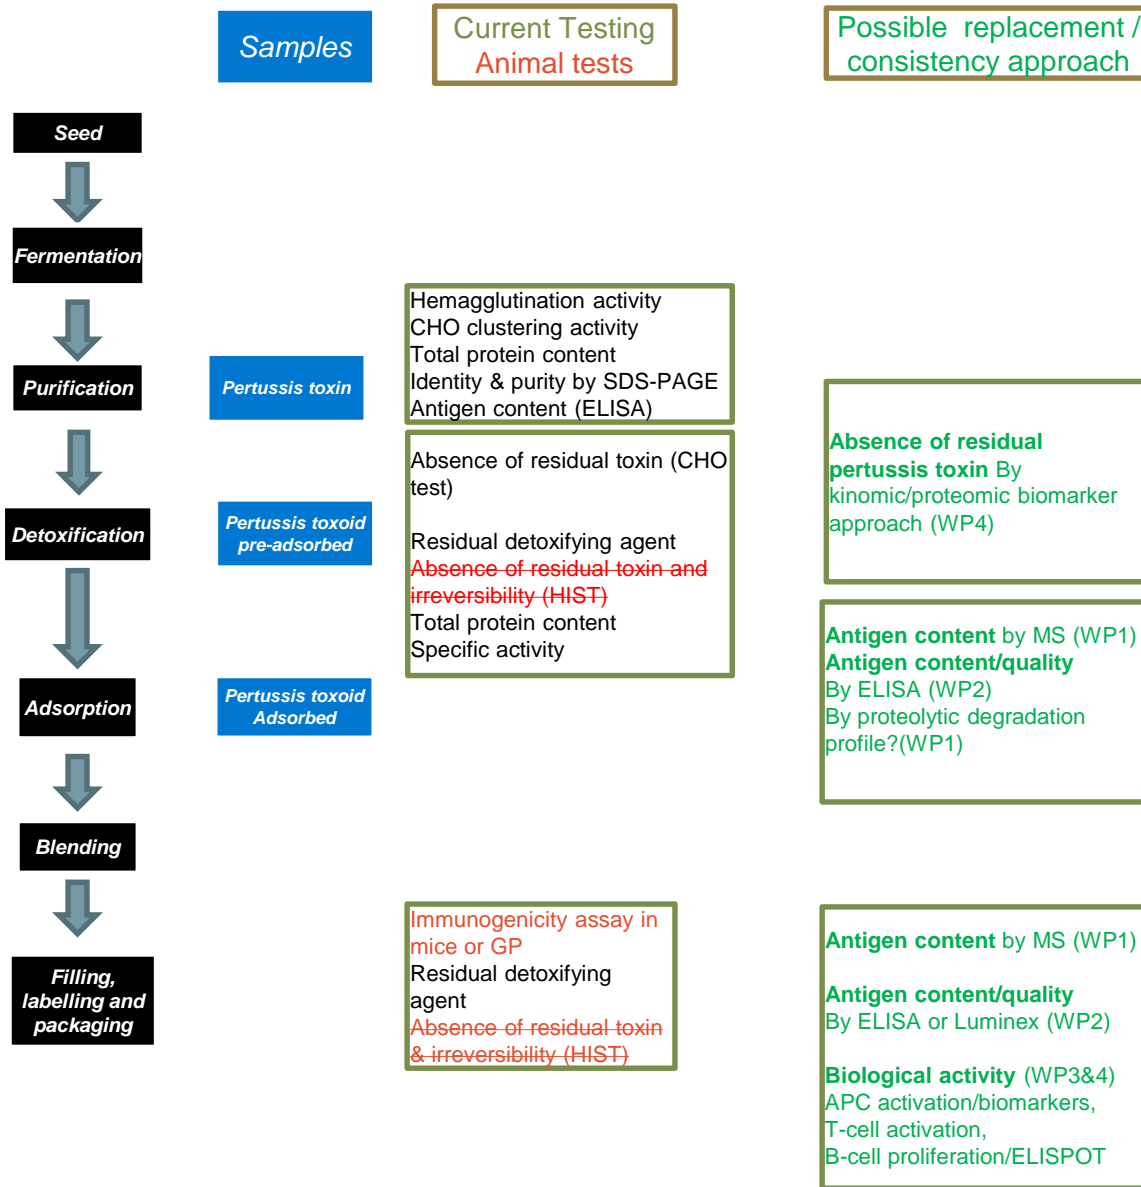 Samples
Current Testing
Animal tests
Possible replacement /
consistency approach
Seed
Fermentation
Purification
Pertussis toxin
Hemagglutination activity
CHO clustering activity
Total protein content
Identity & purity by SDS-PAGE
Antigen content (ELISA)
Detoxification
Pertussis toxoid
pre-adsorbed
Absence of residual toxin (CHO
test)
Residual detoxifying agent
Absence of residual toxin and
irreversibility (HIST)
Total protein content
Specific activity
Absence of residual
pertussis toxin By
kinomic/proteomic biomarker
approach (WP4)
Adsorption
Pertussis toxoid
Adsorbed
Antigen content by MS (WP1)
Antigen content/quality
By ELISA (WP2)
By proteolytic degradation
profile?(WP1)
Blending
Filling,
labelling and
packaging
Immunogenicity assay in
mice or GP
Residual detoxifying
agent
Absence of residual toxin
& irreversibility (HIST)
Antigen content by MS (WP1)
Antigen content/quality
By ELISA or Luminex (WP2)
Biological activity (WP3&4)
APC activation/biomarkers,
T-cell activation,
B-cell proliferation/ELISPOT